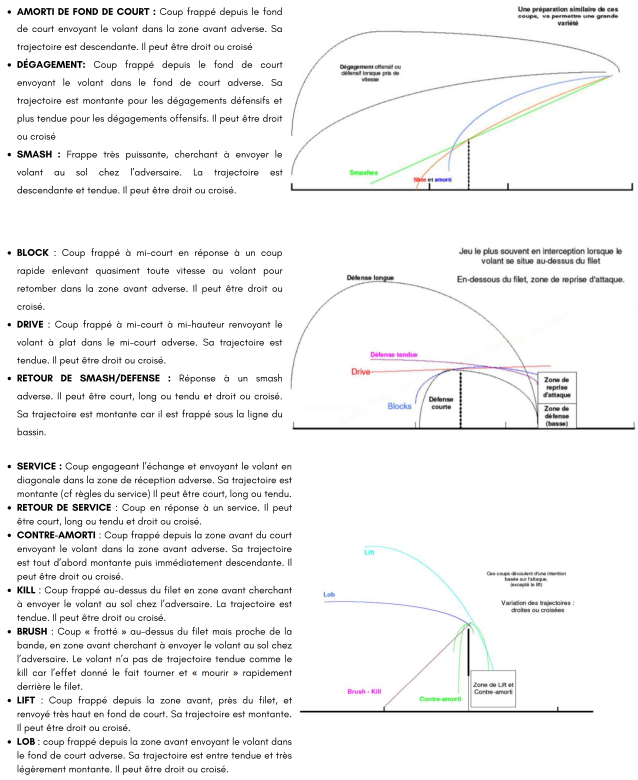 • AMORTI DE FOND DE COURT : Coup frappé depuis le fond
de court envoyant le volant dans la zone avant adverse. Sa
trajectoire est descendante. Il peut être droit ou croisé
• DÉGAGEMENT: Coup frappé depuis le fond de court
envoyant le volant dans le fond de court adverse. Sa
trajectoire est montante pour les dégagements défensifs et
plus tendue pour les dégagements offensifs. Il peut être droit
ou croisé
• SMASH : Frappe très puissante, cherchant à envoyer le
volant au sol chez l'adversaire. La trajectoire est
descendante et tendue. Il peut être droit ou croisé.
Une préparation similaire de ces
coups, va permettre une grande
variété
Dégagement offensif ou
défensif lorsque pris de
vitesse
Smashes
Slice et amorti
• BLOCK : Coup frappé à mi-court en réponse à un coup
rapide enlevant quasiment toute vitesse au volant pour
retomber dans la zone avant adverse. Il peut être droit ou
croisé.
• DRIVE : Coup frappé à mi-court à mi-hauteur renvoyant le
volant à plat dans le mi-court adverse. Sa trajectoire est
tendue. Il peut être droit ou croisé.
• RETOUR DE SMASH/DEFENSE : Réponse à un smash
adverse. Il peut être court, long ou tendu et droit ou croisé.
Sa trajectoire est montante car il est frappé sous la ligne du
bassin.
Jeu le plus souvent en interception lorsque le
volant se situe au-dessus du filet
En-dessous du filet, zone de reprise d'attaque.
Défense longue
Défense tendue
Drive
Blocks
Défense
courte
Zone de
reprise
d'attaque
Zone de
défense
(basse)
• SERVICE : Coup engageant l'échange et envoyant le volant en
diagonale dans la zone de réception adverse. Sa trajectoire est
montante (cf règles du service) Il peut être court, long ou tendu.
• RETOUR DE SERVICE : Coup en réponse à un service. Il peut
être court, long ou tendu et droit ou croisé.
• CONTRE-AMORTI : Coup frappé depuis la zone avant du court
envoyant le volant dans la zone avant adverse. Sa trajectoire
est tout d'abord montante puis immédiatement descendante. Il
peut être droit ou croisé.
• KILL : Coup frappé au-dessus du filet en zone avant cherchant
à envoyer le volant au sol chez l'adversaire. La trajectoire est
tendue. Il peut être droit ou croisé.
• BRUSH : Coup « frotté » au-dessus du filet mais proche de la
bande, en zone avant cherchant à envoyer le volant au sol chez
l'adversaire. Le volant n'a pas de trajectoire tendue comme le
kill car l'effet donné le fait tourner et « mourir » rapidement
derrière le filet.
• LIFT : Coup frappé depuis la zone avant, près du filet, et
renvoyé très haut en fond de court. Sa trajectoire est montante.
Il peut être droit ou croisé.
• LOB : coup frappé depuis la zone avant envoyant le volant dans
le fond de court adverse. Sa trajectoire est entre tendue et très
légèrement montante. Il peut être droit ou croisé.
Lift
Lob
Ces coups découlent d'une intention
basée sur l'attaque.
(excepté le lift)
Variation des trajectoires :
droites ou croisées
Brush - Kill
Contre-amorti
Zone de Lift et
Contre-amorti